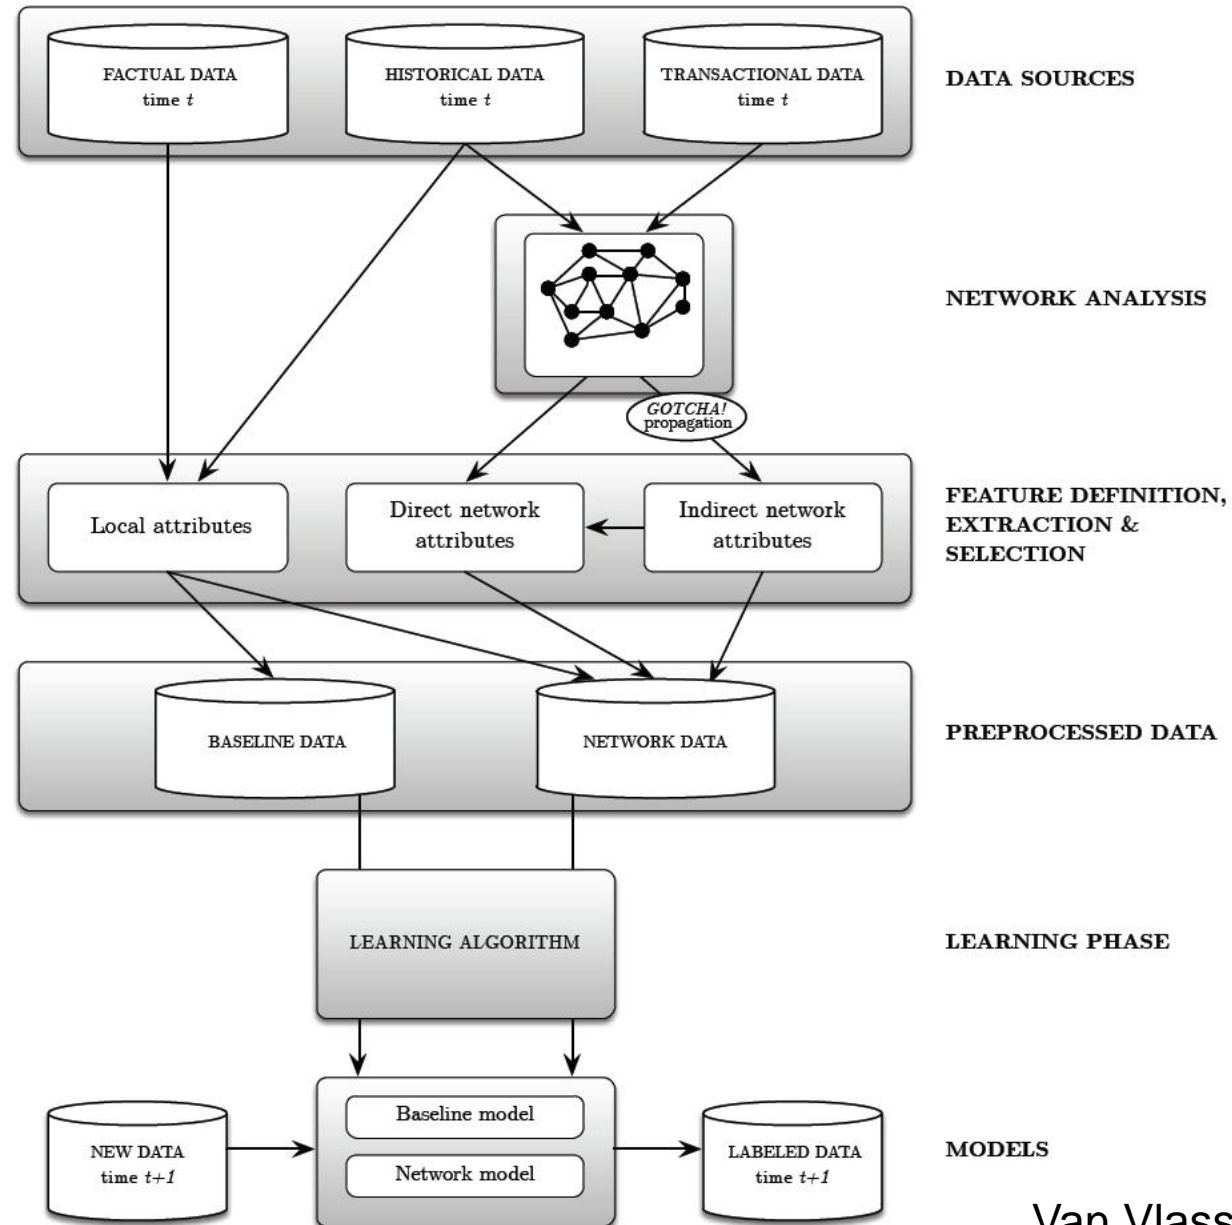 FACTUAL DATA
time t
HISTORICAL DATA
time t
TRANSACTIONAL DATA
time t
DATA SOURCES
NETWORK ANALYSIS
GOTCHA!
propagation
Local attributes
Direct network
attributes
Indirect network
attributes
FEATURE DEFINITION,
EXTRACTION &
SELECTION
BASELINE DATA
NETWORK DATA
PREPROCESSED DATA
LEARNING ALGORITHM
LEARNING PHASE
NEW DATA
time t+1
Baseline model
Network model
LABELED DATA
time t+1
MODELS
Van Vlass